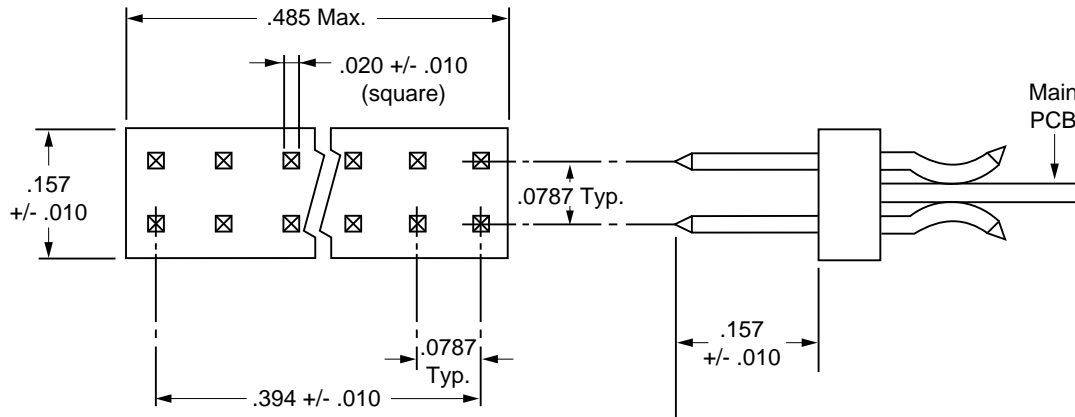 .485 Max.
.020 +/- .010
(square)
Main
PCB
.157
+/- .010
.0787 Typ.
.0787
Typ.
.157
+/- .010
.394 +/- .010